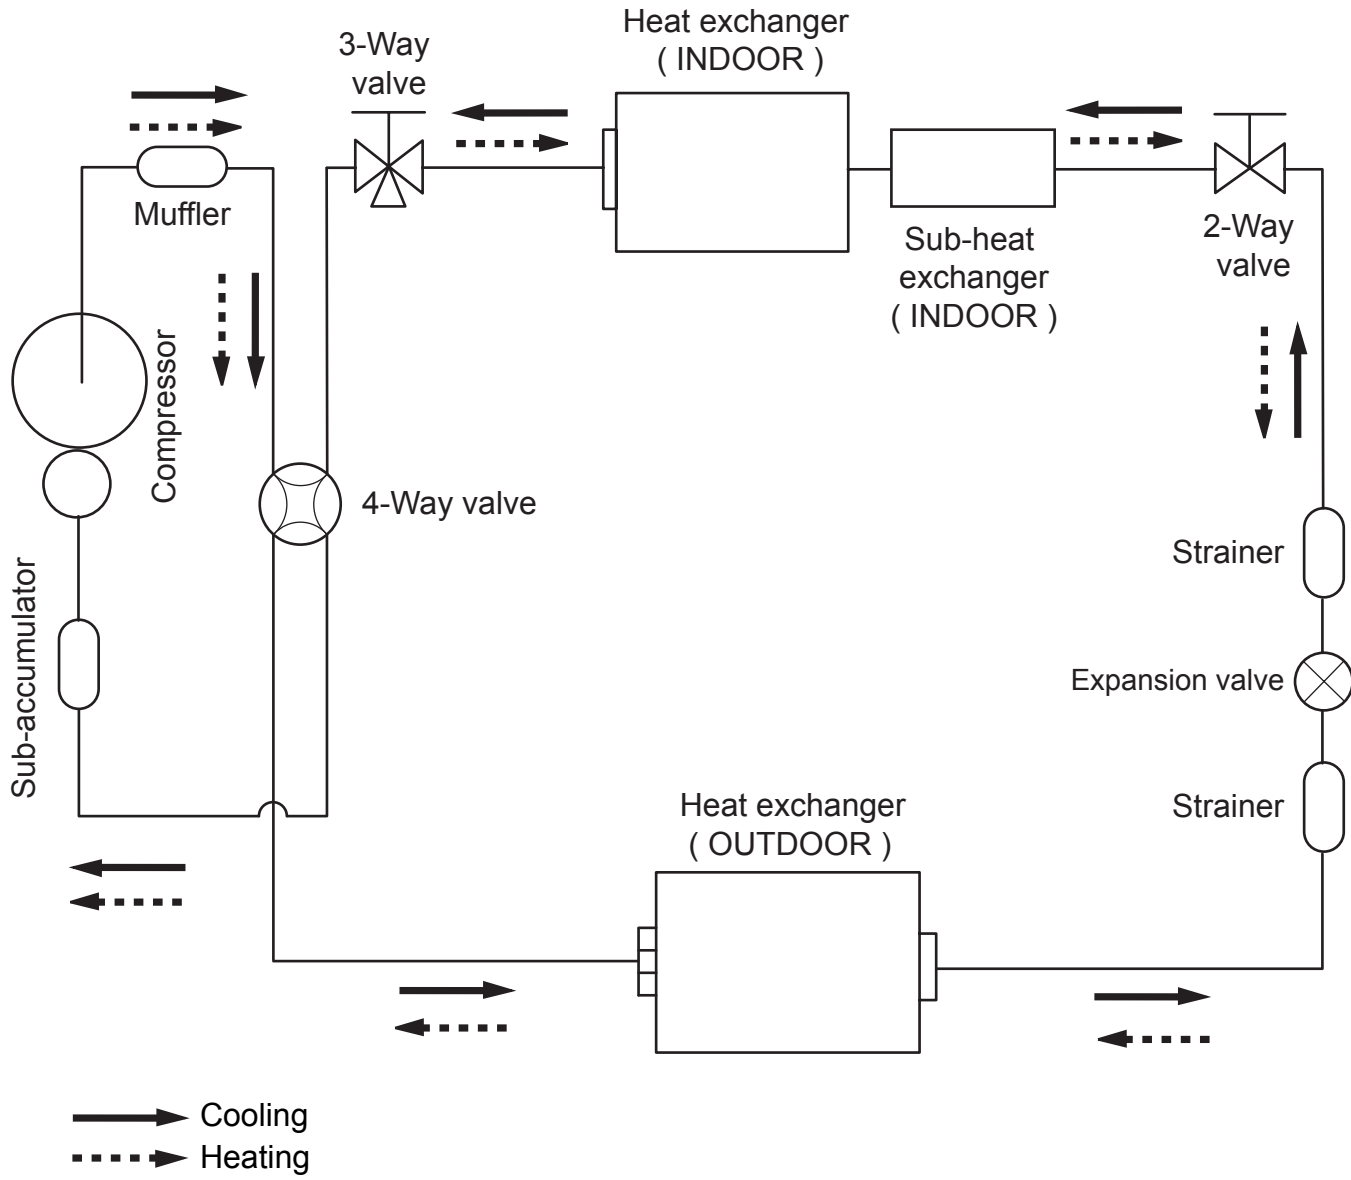 Heat exchanger
( INDOOR )
3-Way
valve
Muffler
Sub-heat
exchanger
( INDOOR )
2-Way
valve
Compressor
4-Way valve
Strainer
Sub-accumulator
Expansion valve
Strainer
Heat exchanger
( OUTDOOR )
Cooling
Heating